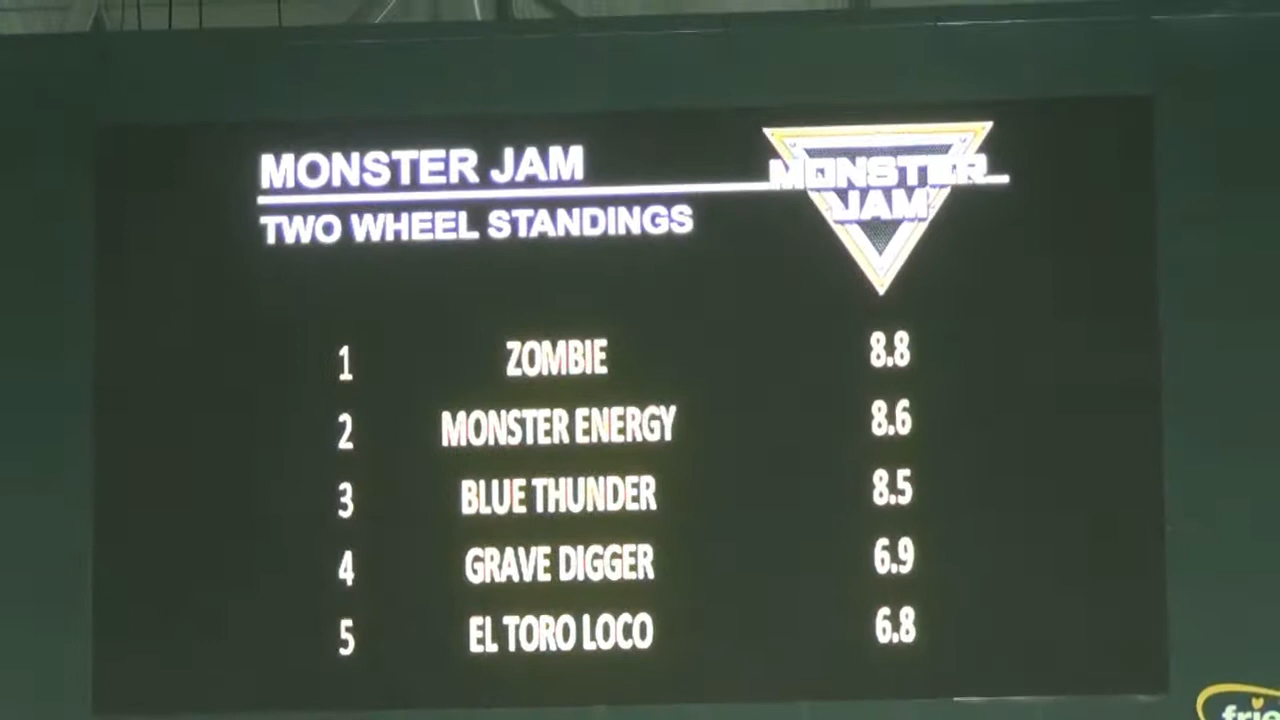 MONSTER JAM
TWO WHEEL STANDINGS
MONSTER
JAM
1 ZOMBIE 8.8
2 MONSTER ENERGY 8.6
3 BLUE THUNDER 8.5
4 GRAVE DIGGER 6.9
5 EL TORO LOCO 6.8